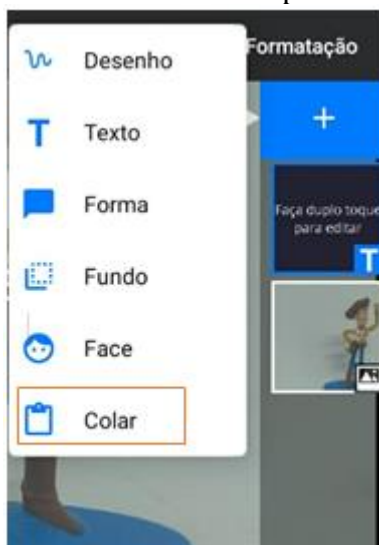 Formatação
Desenho
Texto
Forma
Fundo
Face
Colar
+
Faça duplo toque
para editar
T